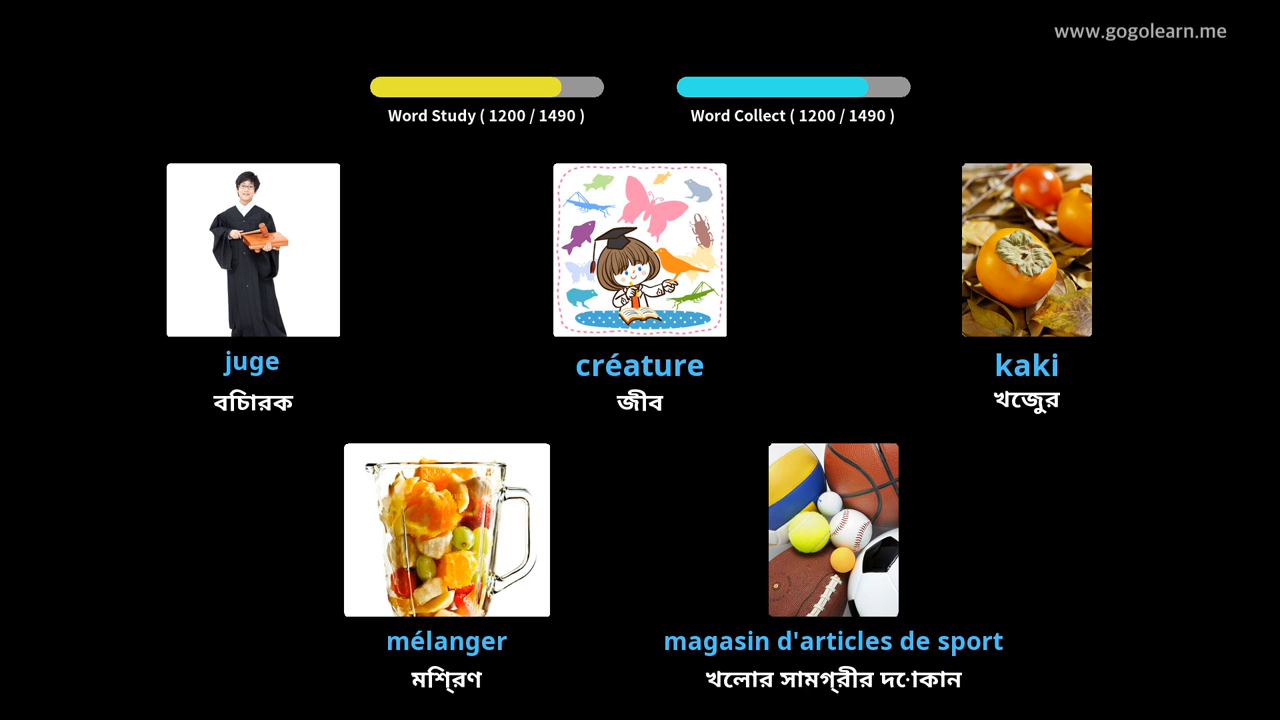 www.gogolearn.me
Word Study ( 1200 / 1490 )
Word Collect ( 1200 / 1490 )
juge
créature
kaki
বচিারক
জীব
খজেুর
mélanger
magasin d'articles de sport
মশি্রণ
খলোর সামগ্রীর দোকান